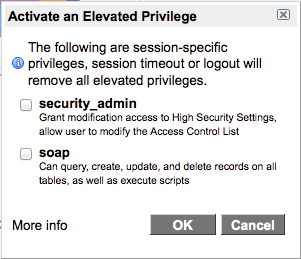 Activate an Elevated Privilege
The following are session-specific
privileges, session timeout or logout will
remove all elevated privileges.
security_admin
Grant modification access to High Security Settings,
allow user to modify the Access Control List
soap
Can query, create, update, and delete records on all
tables, as well as execute scripts
More info
OK
Cancel